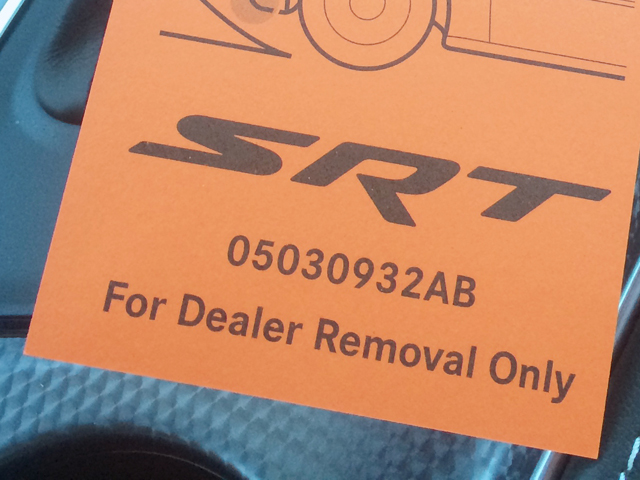 SRT
05030932AB
For Dealer Removal Only